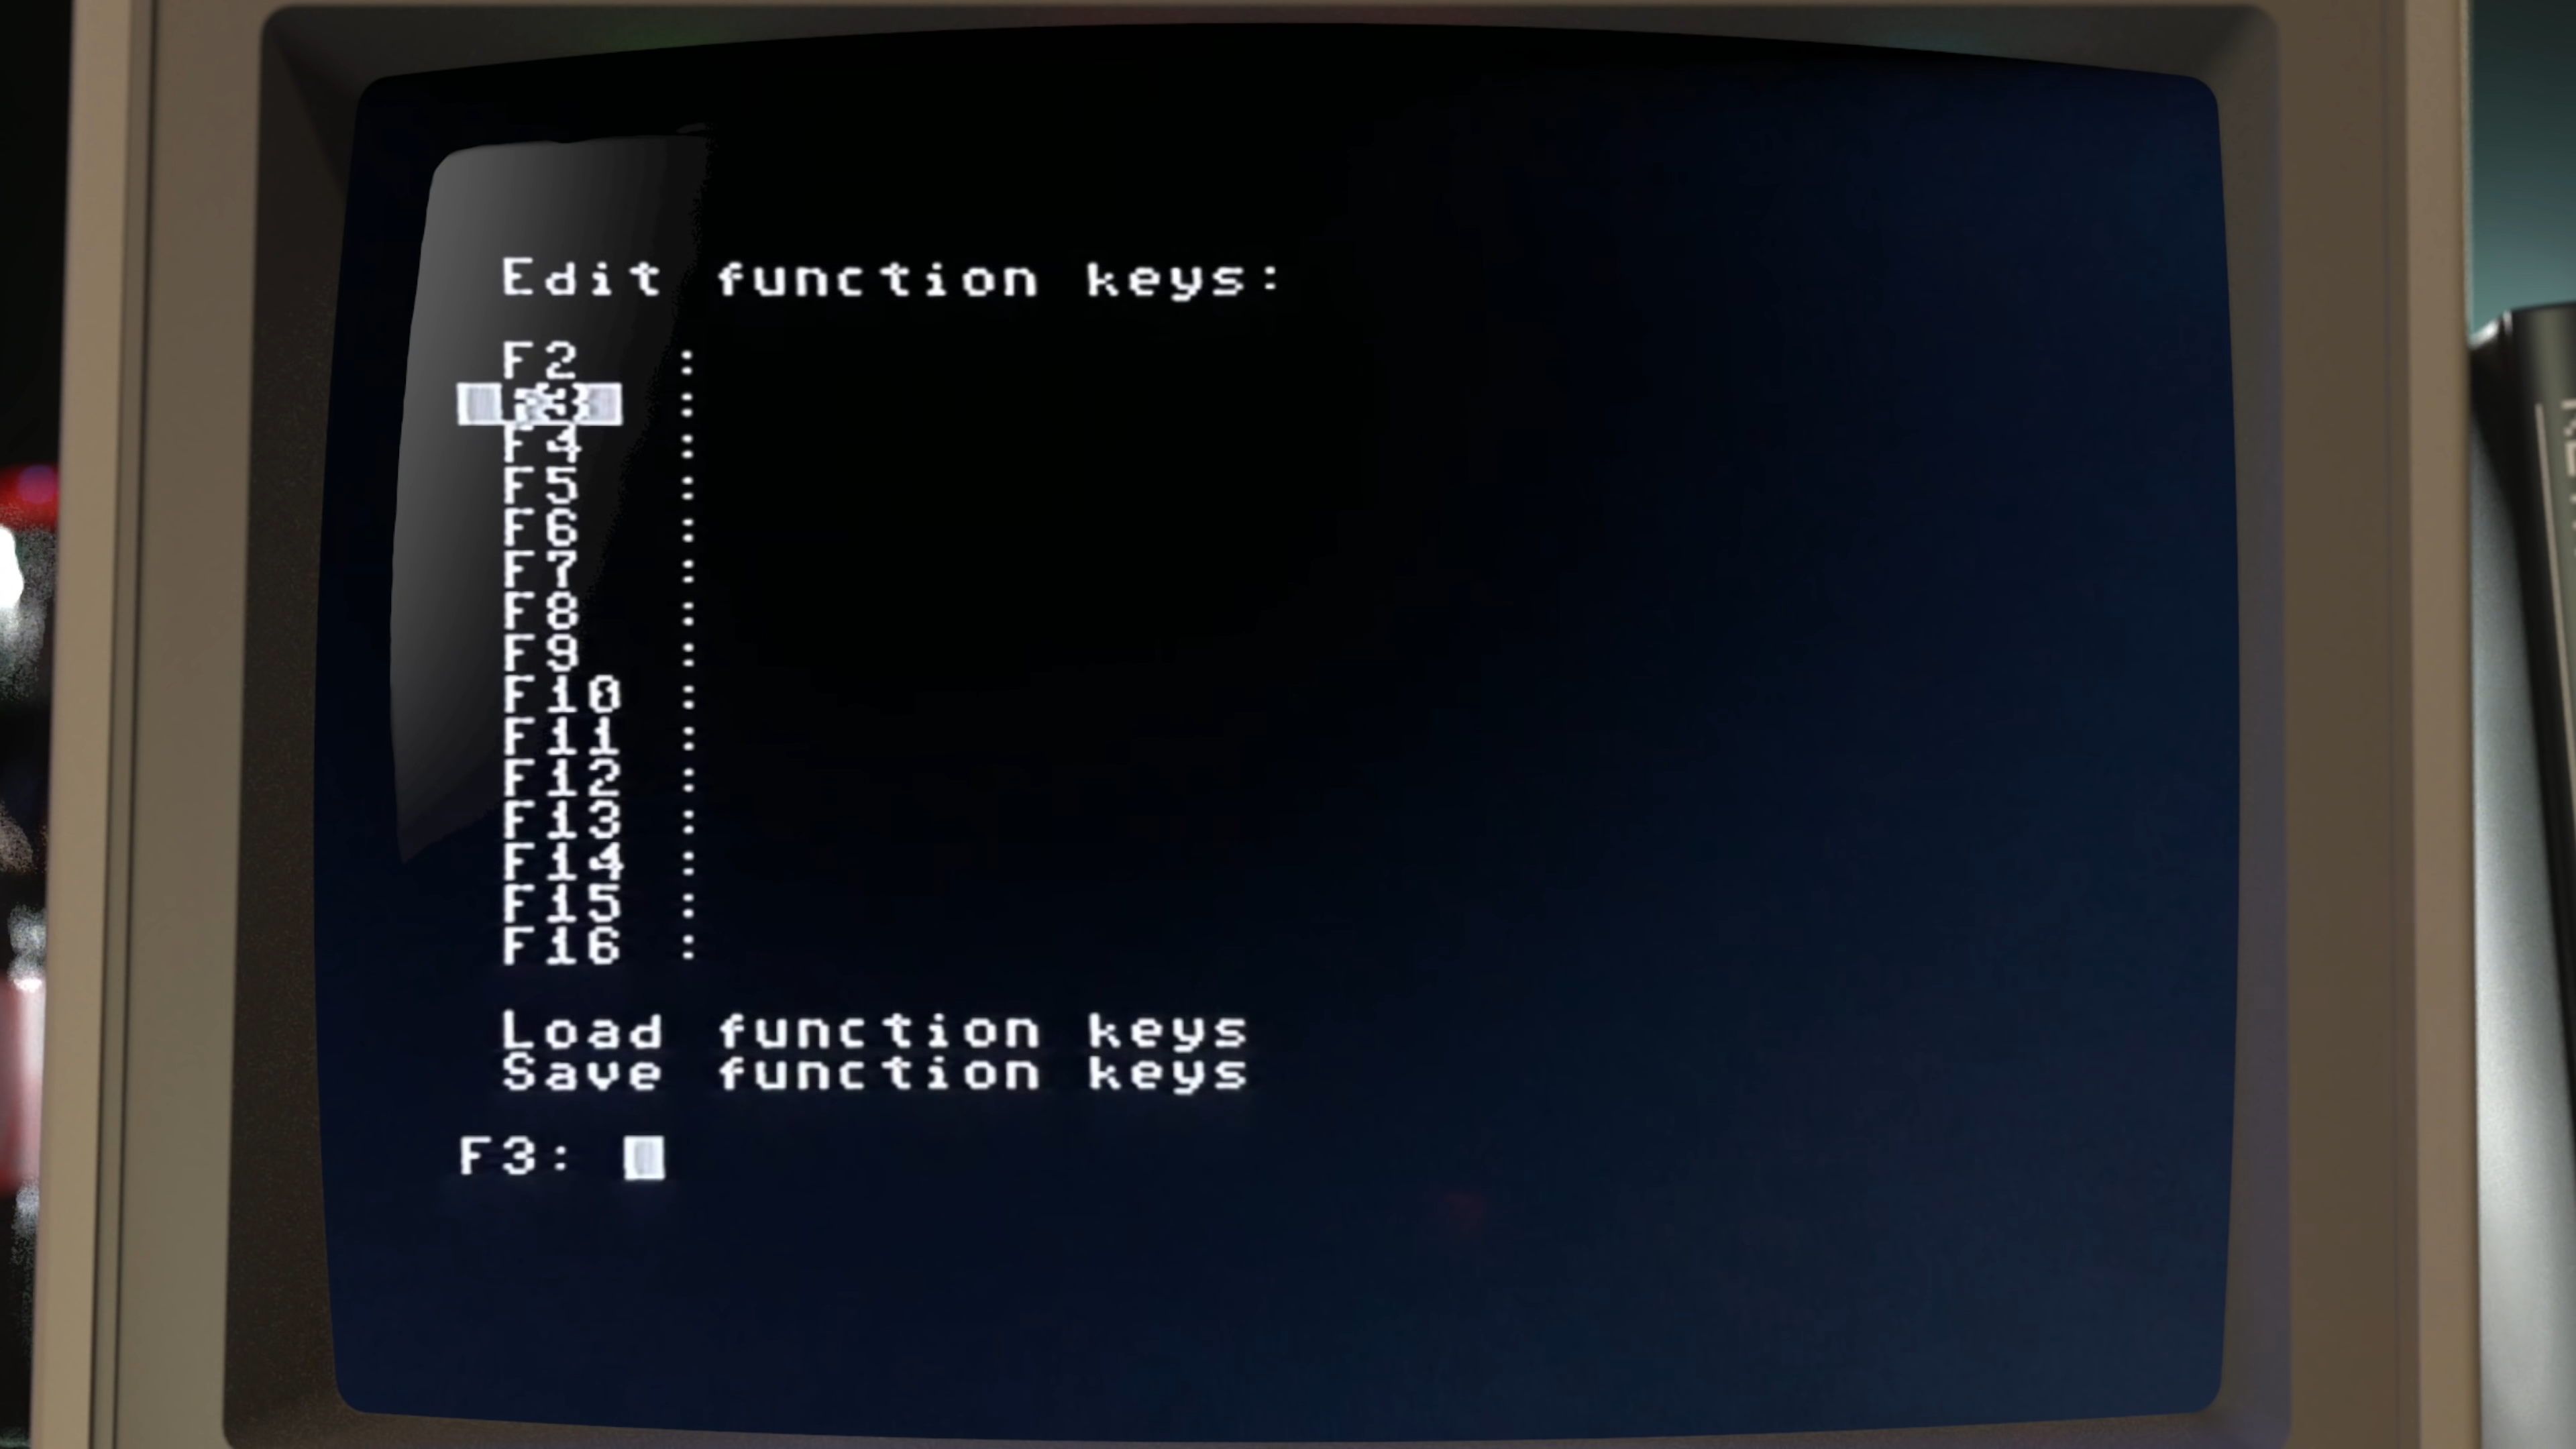 Edit function keys:
F2 :
F3 :
F4 :
F5 :
F6 :
F7 :
F8 :
F9 :
F10 :
F11 :
F12 :
F13 :
F14 :
F15 :
F16 :
Load function keys
Save function keys
F3: